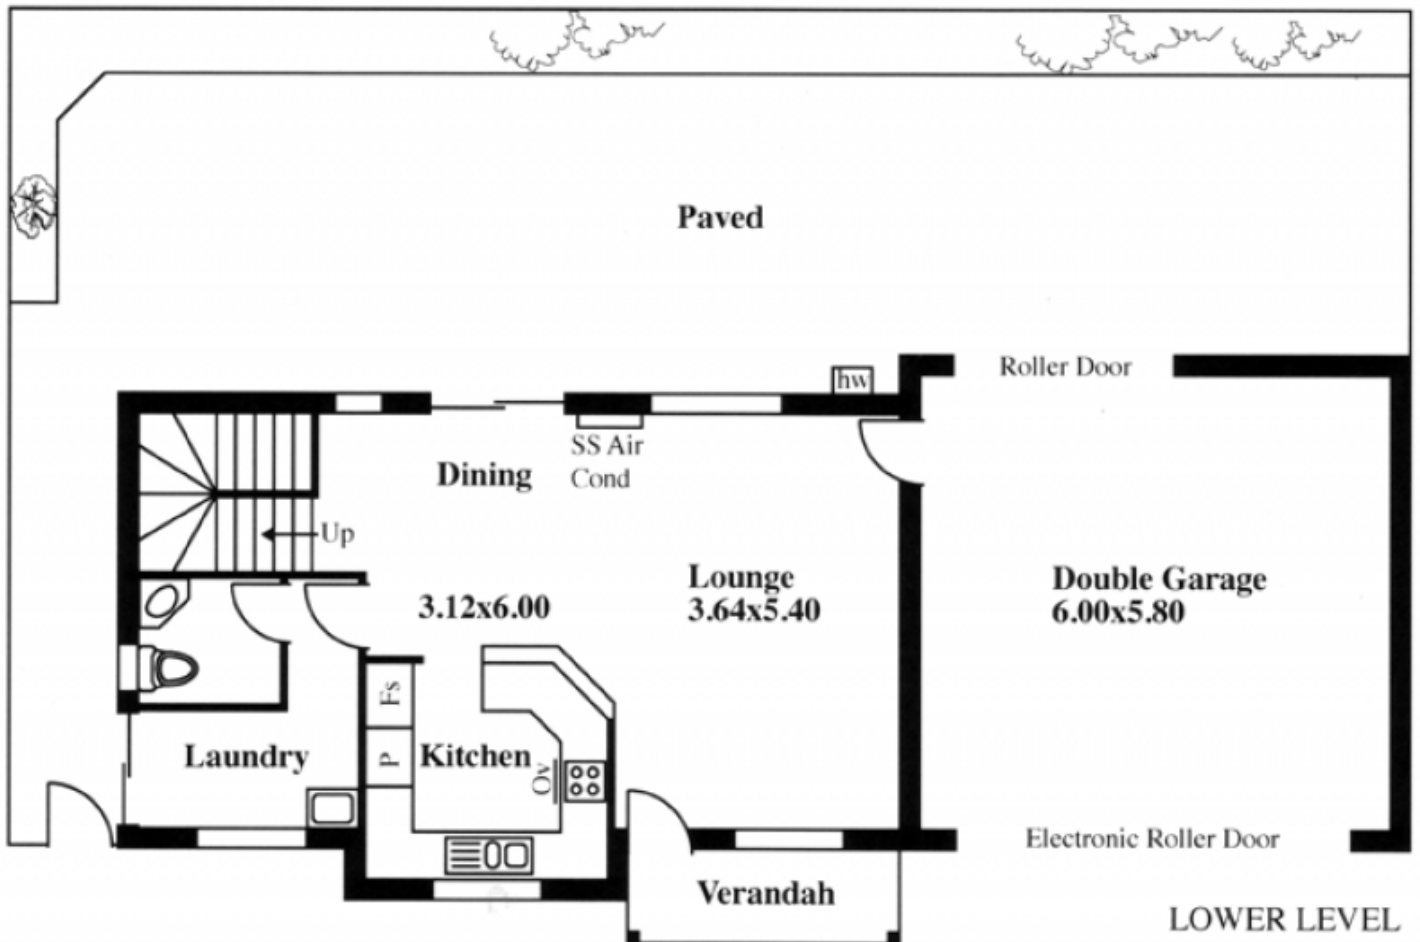 Paved
Roller Door
hw
SS Air
Cond
Dining
Up
Lounge
3.64x5.40
3.12x6.00
Double Garage
6.00x5.80
Fs
P
Kitchen
Ov
Laundry
Electronic Roller Door
Verandah
LOWER LEVEL